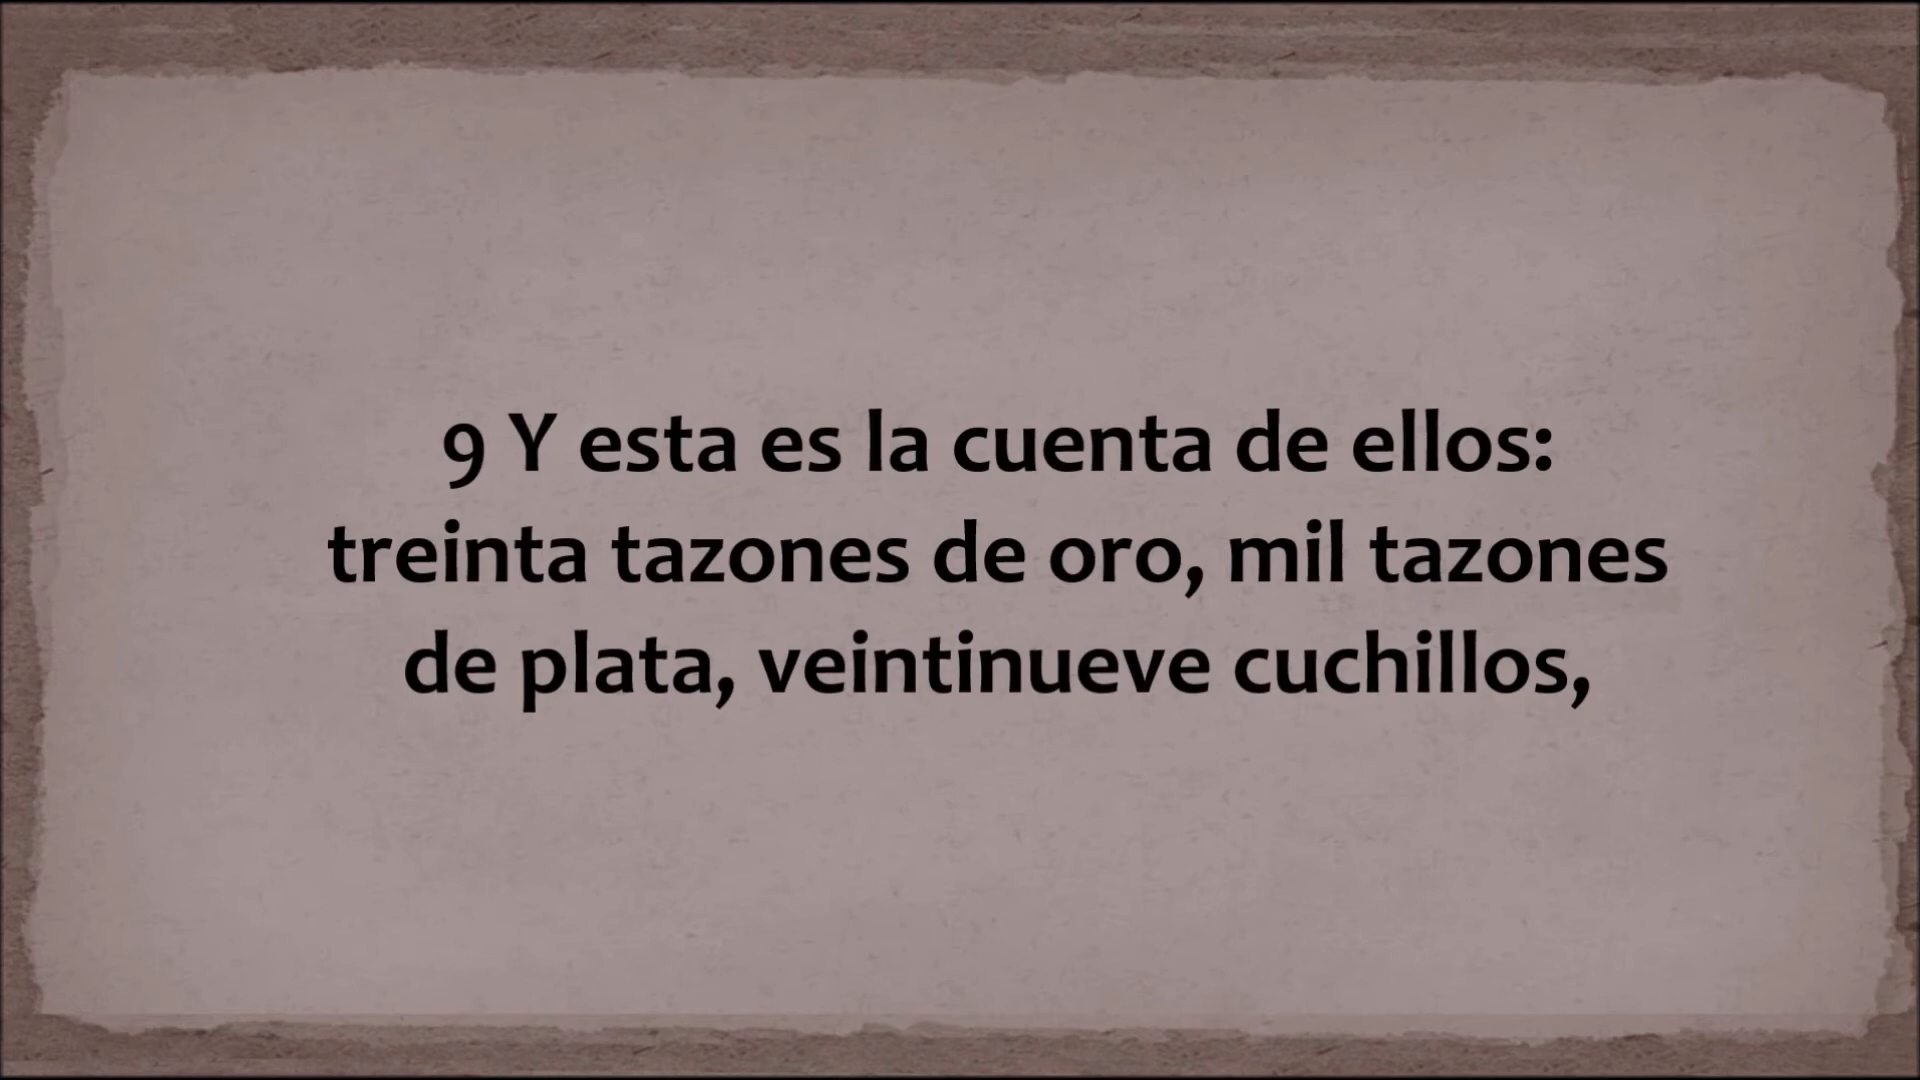 9 Y esta es la cuenta de ellos:
treinta tazones de oro, mil tazones
de plata, veintinueve cuchillos,